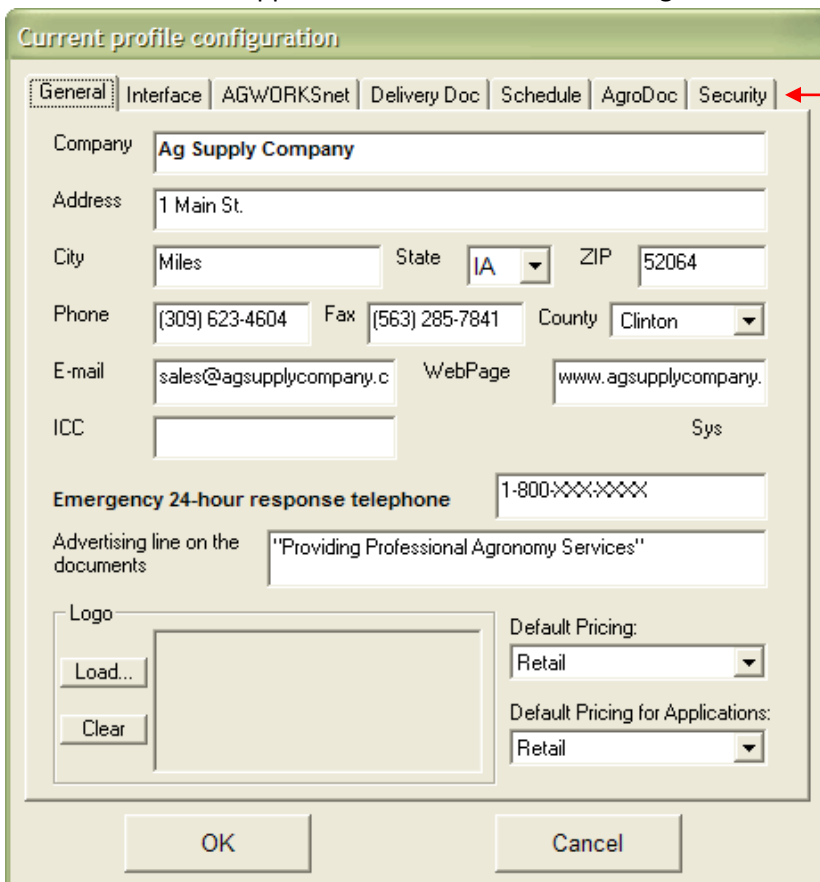 Current profile configuration
General Interface AGWORKSnet Delivery Doc Schedule AgroDoc Security
Company Ag Supply Company
Address 1 Main St.
City Miles State IA ZIP 52064
Phone (309) 623-4604 Fax (563) 285-7841 County Clinton
E-mail sales@agsupplycompany.c WebPage www.agsupplycompany.
ICC Sys
Emergency 24-hour response telephone 1-800-XXX-XXXX
Advertising line on the documents "Providing Professional Agronomy Services"
Logo
Default Pricing:
Load... Retail
Default Pricing for Applications:
Clear Retail
OK Cancel